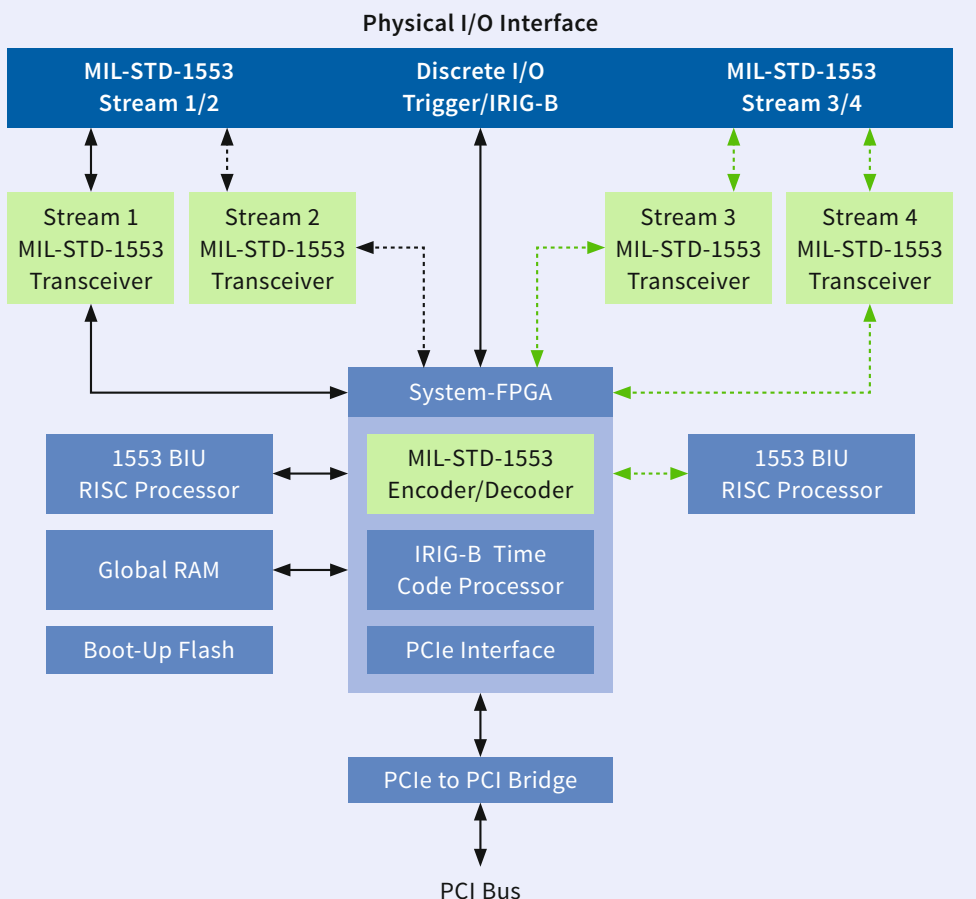 Physical I/O Interface
MIL-STD-1553
Stream 1/2
Discrete I/O
Trigger/IRIG-B
MIL-STD-1553
Stream 3/4
Stream 1
MIL-STD-1553
Transceiver
Stream 2
MIL-STD-1553
Transceiver
Stream 3
MIL-STD-1553
Transceiver
Stream 4
MIL-STD-1553
Transceiver
System-FPGA
1553 BIU
RISC Processor
MIL-STD-1553
Encoder/Decoder
1553 BIU
RISC Processor
Global RAM
IRIG-B Time
Code Processor
Boot-Up Flash
PCIe Interface
PCIe to PCI Bridge
PCI Bus